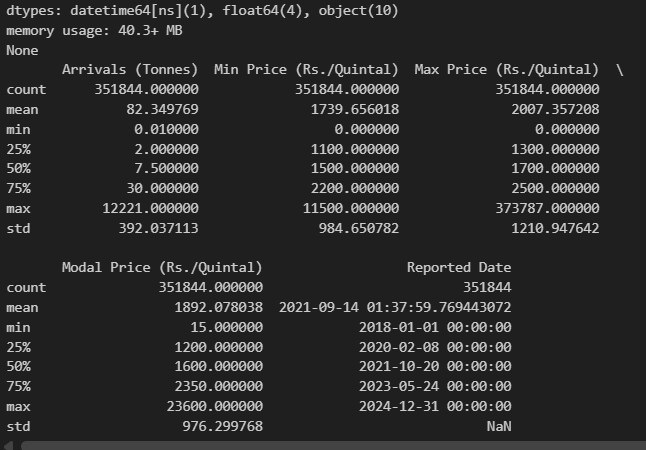 dtypes: datetime64[ns](1), float64(4), object(10)
memory usage: 40.3+ MB
None
       Arrivals (Tonnes)  Min Price (Rs./Quintal)  Max Price (Rs./Quintal)  \
count      351844.000000            351844.000000            351844.000000
mean           82.349769              1739.656018              2007.357208
min             0.010000                 0.000000                 0.000000
25%             2.000000              1100.000000              1300.000000
50%             7.500000              1500.000000              1700.000000
75%            30.000000              2200.000000              2500.000000
max         12221.000000             11500.000000            373787.000000
std           392.037113               984.650782              1210.947642
       Modal Price (Rs./Quintal)                  Reported Date
count              351844.000000                         351844
mean                 1892.078038  2021-09-14 01:37:59.769443072
min                    15.000000            2018-01-01 00:00:00
25%                  1200.000000            2020-02-08 00:00:00
50%                  1600.000000            2021-10-20 00:00:00
75%                  2350.000000            2023-05-24 00:00:00
max                 23600.000000            2024-12-31 00:00:00
std                   976.299768                            NaN